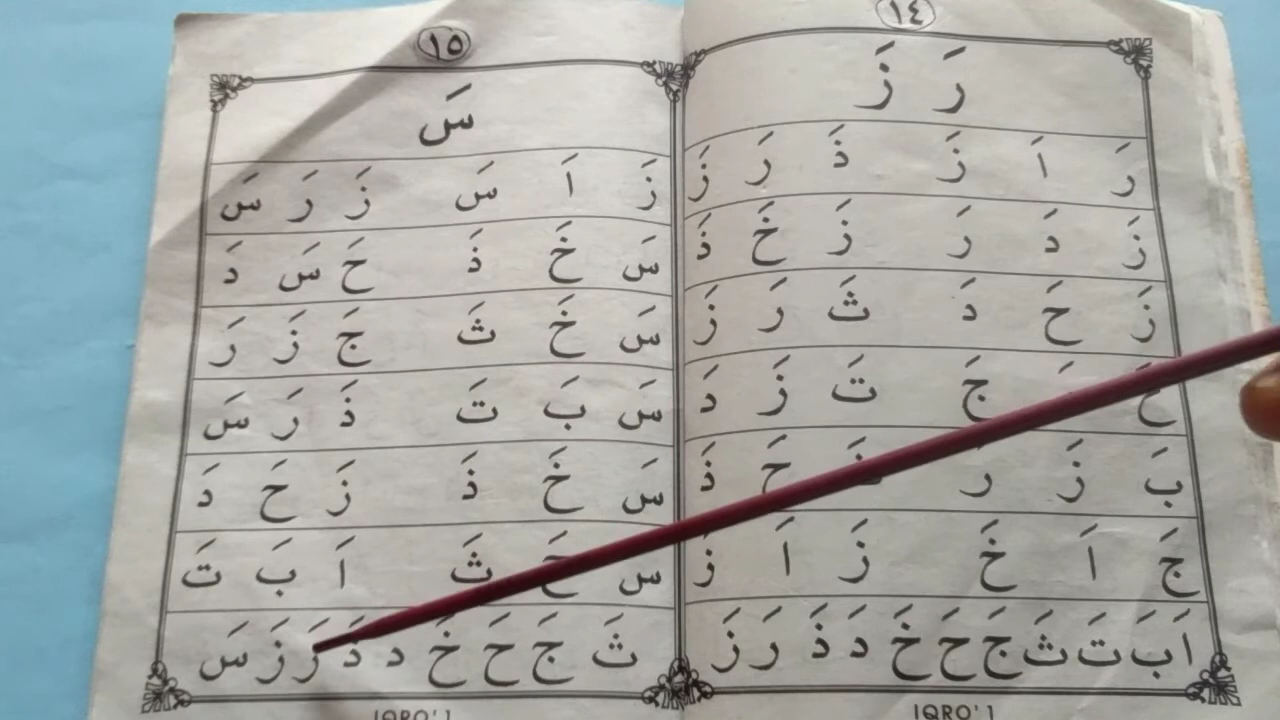 ١٤
رَ زَ
رَ اَ زَ ذَ رَ زَ
زَ دَ رَ زَ خَ ذَ
زَ حَ دَ ثَ رَ زَ
جَ تَ زَ دَ
بَ زَ رَ حَ ذَ
جَ اَ خَ زَ اَ زَ
اَ بَ تَ ثَ جَ حَ خَ دَ ذَ رَ زَ
IQRO' 1
١٥
سَ
زَ اَ سَ زَ رَ سَ
سَ خَ ذَ حَ سَ دَ
سَ خَ ثَ جَ زَ رَ
سَ بَ تَ ذَ رَ سَ
سَ خَ ذَ زَ حَ دَ
سَ ثَ اَ بَ تَ
ثَ جَ حَ خَ دَ ذَ رَ زَ سَ
IQRO' 1